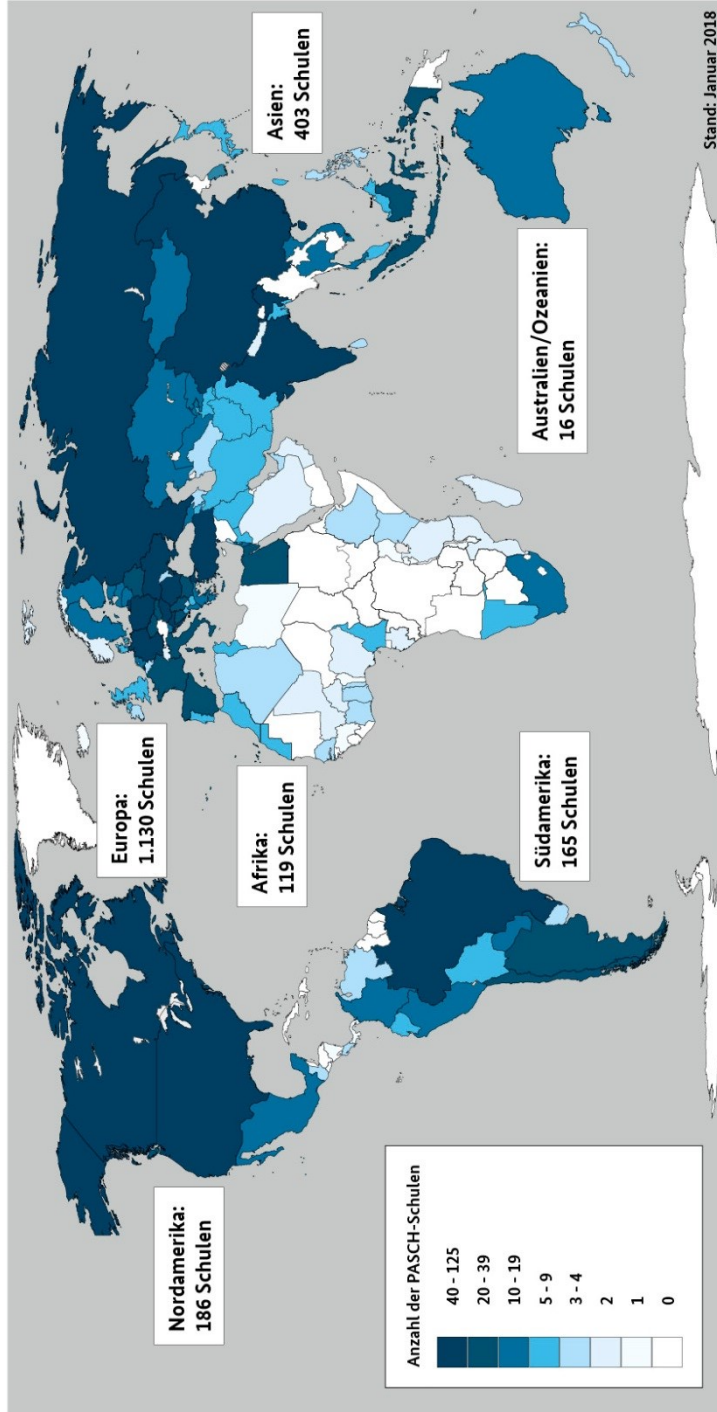 Nordamerika:
186 Schulen
Europa:
1.130 Schulen
Asien:
403 Schulen
Afrika:
119 Schulen
Südamerika:
165 Schulen
Australien/Ozeanien:
16 Schulen
Anzahl der PASCH-Schulen
40 - 125
20 - 39
10 - 19
5 - 9
3 - 4
2
1
0
Stand: Januar 2018